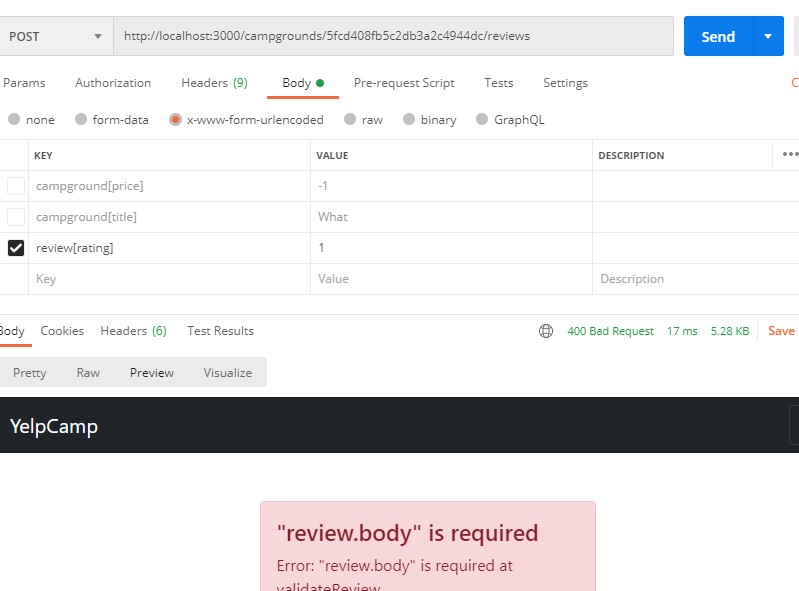 POST http://localhost:3000/campgrounds/5fcd408fb5c2db3a2c4944dc/reviews Send
Params Authorization Headers (9) Body Pre-request Script Tests Settings
none form-data x-www-form-urlencoded raw binary GraphQL
KEY VALUE DESCRIPTION
campground[price] -1
campground[title] What
review[rating] 1
Key Value Description
Body Cookies Headers (6) Test Results 400 Bad Request 17 ms 5.28 KB Save
Pretty Raw Preview Visualize
YelpCamp
"review.body" is required
Error: "review.body" is required at
validateReview